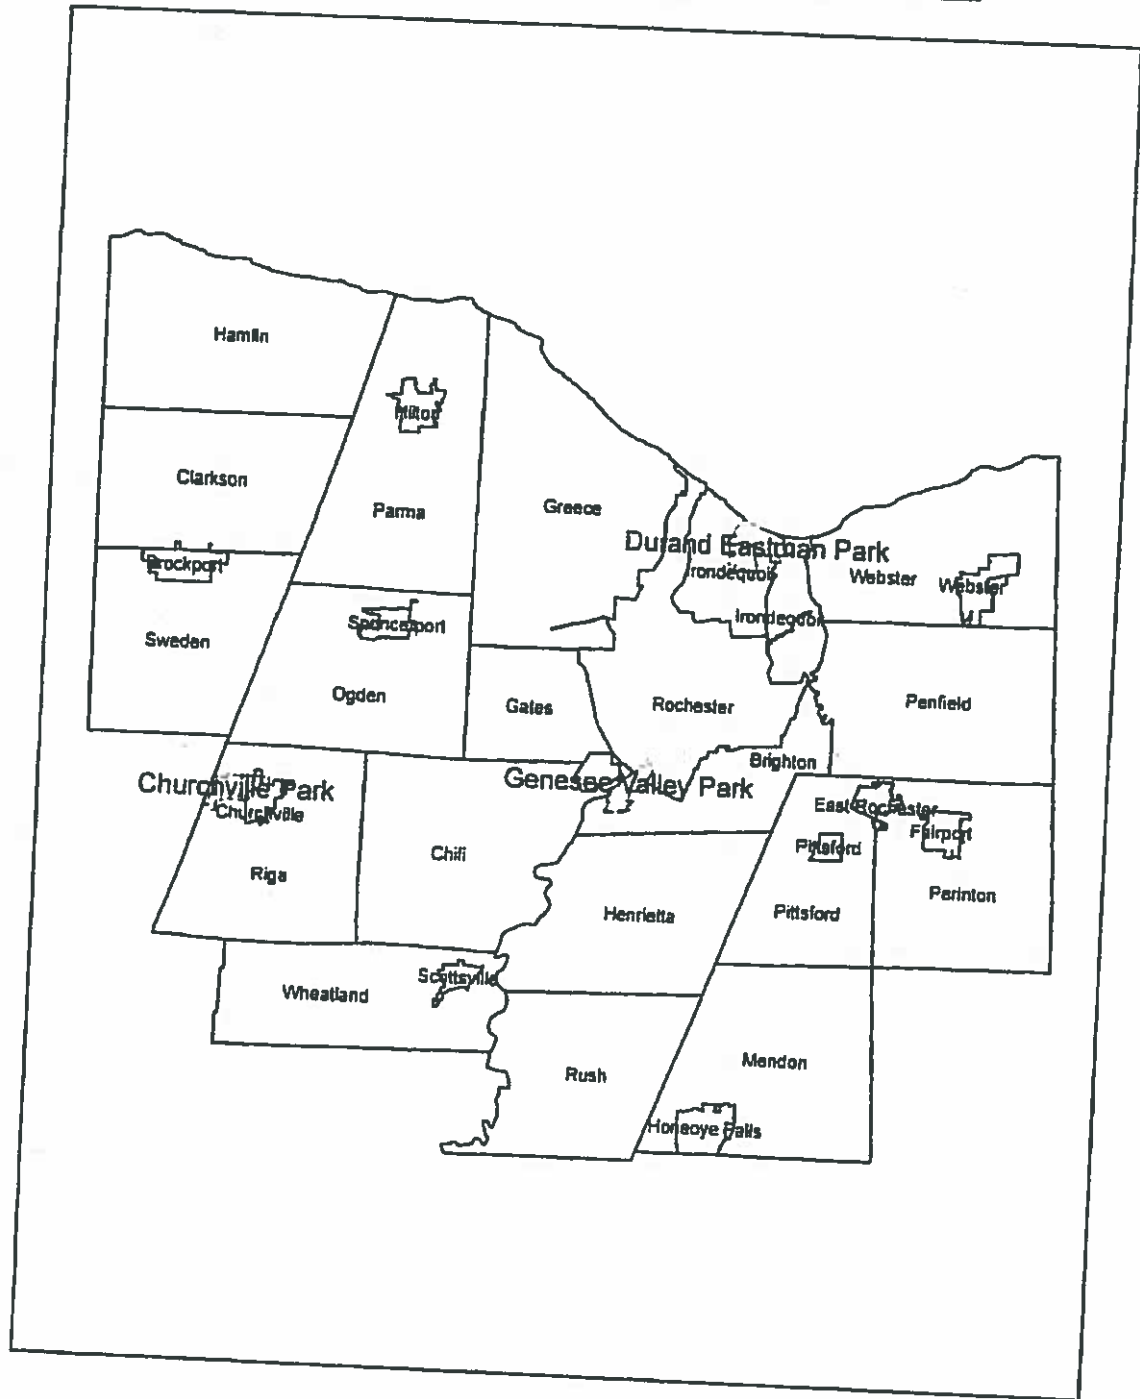 Hamlin
Hilton
Clarkson
Parma
Greece
Brockport
Durand Eastman Park
Irondequoit
Webster
Webster
Irondequoit
Spencerport
Sweden
Ogden
Gates
Rochester
Penfield
Brighton
Churchville Park
Genesee Valley Park
Churchville
East Rochester
Fairport
Pittsford
Chili
Riga
Perinton
Henrietta
Pittsford
Scottsville
Wheatland
Mendon
Rush
Honeoye Falls